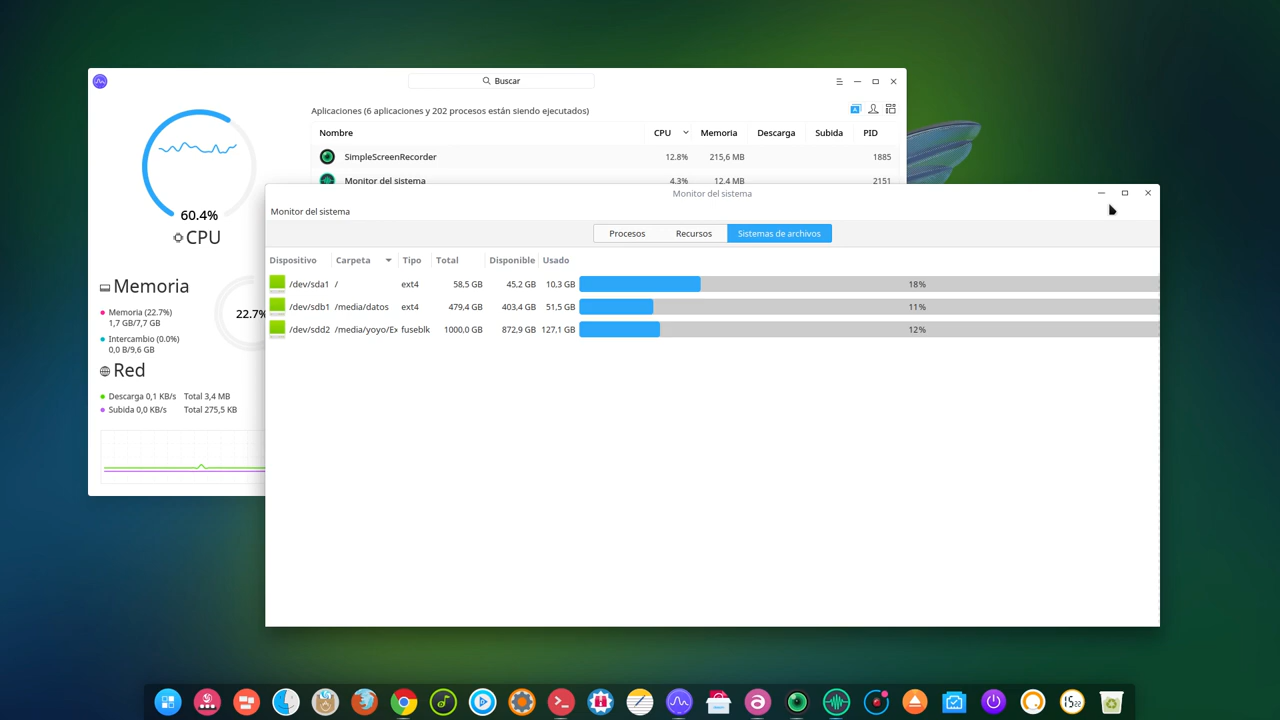 Buscar
Aplicaciones (6 aplicaciones y 202 procesos están siendo ejecutados)
Nombre CPU Memoria Descarga Subida PID
SimpleScreenRecorder 12.8% 215,6 MB 1885
Monitor del sistema 4.3% 12,4 MB 2151
60.4%
CPU
Memoria
Memoria (22.7%)
1,7 GB/7,7 GB
22.7%
Intercambio (0.0%)
0,0 B/9,6 GB
Red
Descarga 0,1 KB/s Total 3,4 MB
Subida 0,0 KB/s Total 275,5 KB
Monitor del sistema
Monitor del sistema
Procesos Recursos Sistemas de archivos
Dispositivo Carpeta Tipo Total Disponible Usado
/dev/sda1 / ext4 58,5 GB 45,2 GB 10,3 GB 18%
/dev/sdb1 /media/datos ext4 479,4 GB 403,4 GB 51,5 GB 11%
/dev/sdd2 /media/yoyo/Ex fuseblk 1000,0 GB 872,9 GB 127,1 GB 12%